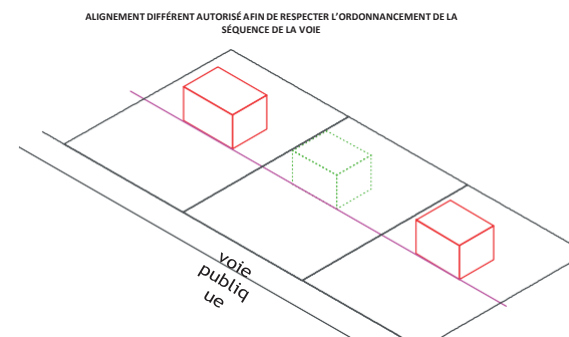 ALIGNEMENT DIFFÉRENT AUTORISÉ AFIN DE RESPECTER L'ORDONNANCEMENT DE LA
SÉQUENCE DE LA VOIE
voie
publiq
ue